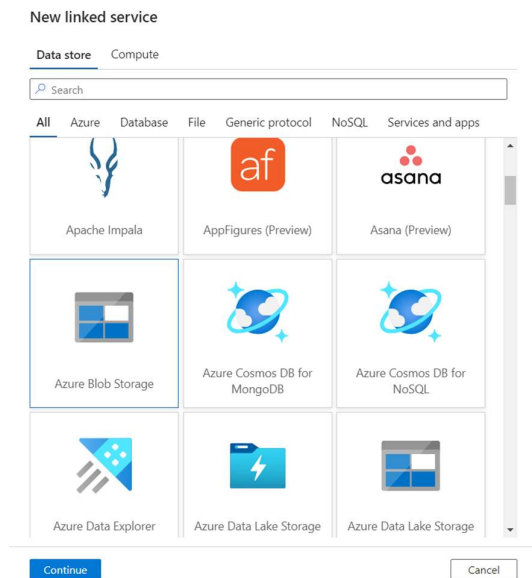 New linked service
Data store Compute
Search
All Azure Database File Generic protocol NoSQL Services and apps
af
asana
Apache Impala AppFigures (Preview) Asana (Preview)
Azure Blob Storage
Azure Cosmos DB for
MongoDB
Azure Cosmos DB for
NoSQL
Azure Data Explorer Azure Data Lake Storage Azure Data Lake Storage
Continue Cancel